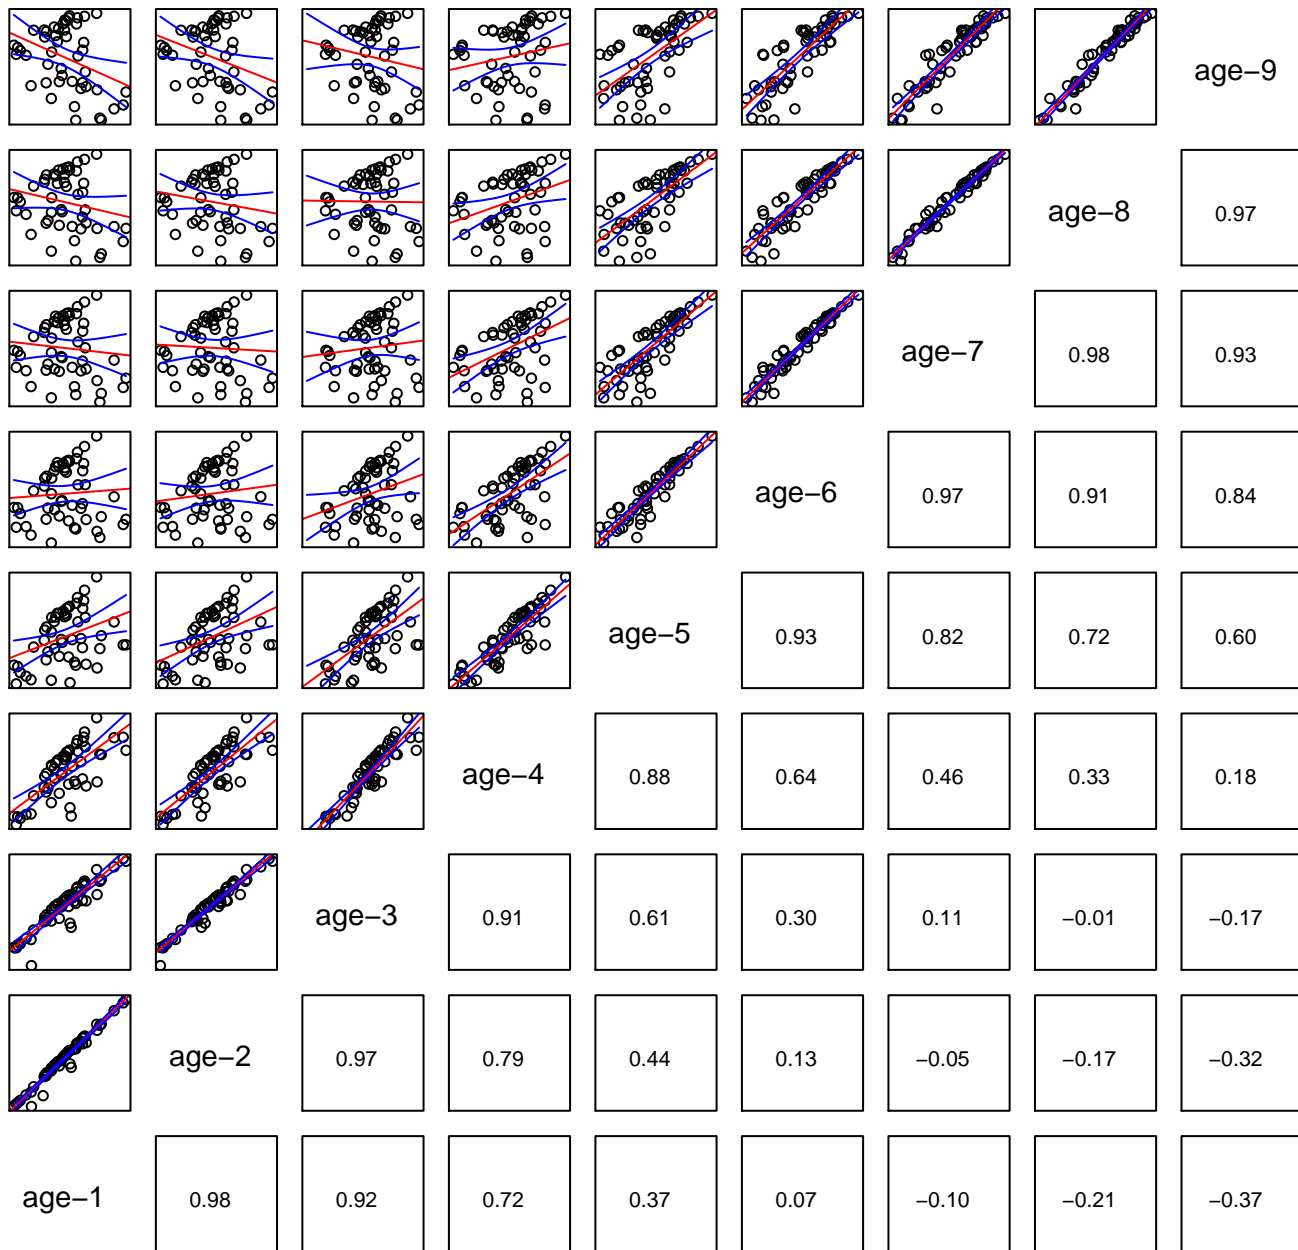 age−9
age−8 0.97
age−7 0.98 0.93
age−6 0.97 0.91 0.84
age−5 0.93 0.82 0.72 0.60
age−4 0.88 0.64 0.46 0.33 0.18
age−3 0.91 0.61 0.30 0.11 −0.01 −0.17
age−2 0.97 0.79 0.44 0.13 −0.05 −0.17 −0.32
age−1 0.98 0.92 0.72 0.37 0.07 −0.10 −0.21 −0.37